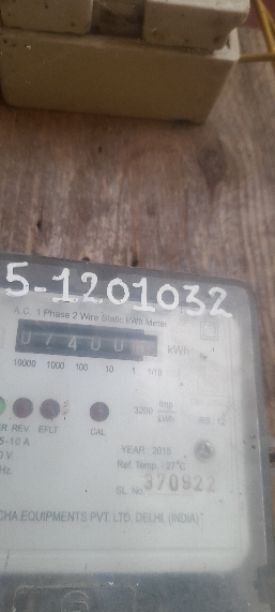 5-1201032
A.C. 1 Phase 2 Wire Static kWh Meter
kWh
10000 1000 100 10 1 1/10
REV EFLT CAL
3200 imp/kWh
5-10 A
YEAR : 2015
Ref. Temp. - 27°C
Hz.
SL. No. 370922
CHA EQUIPMENTS PVT. LTD. DELHI, (INDIA)